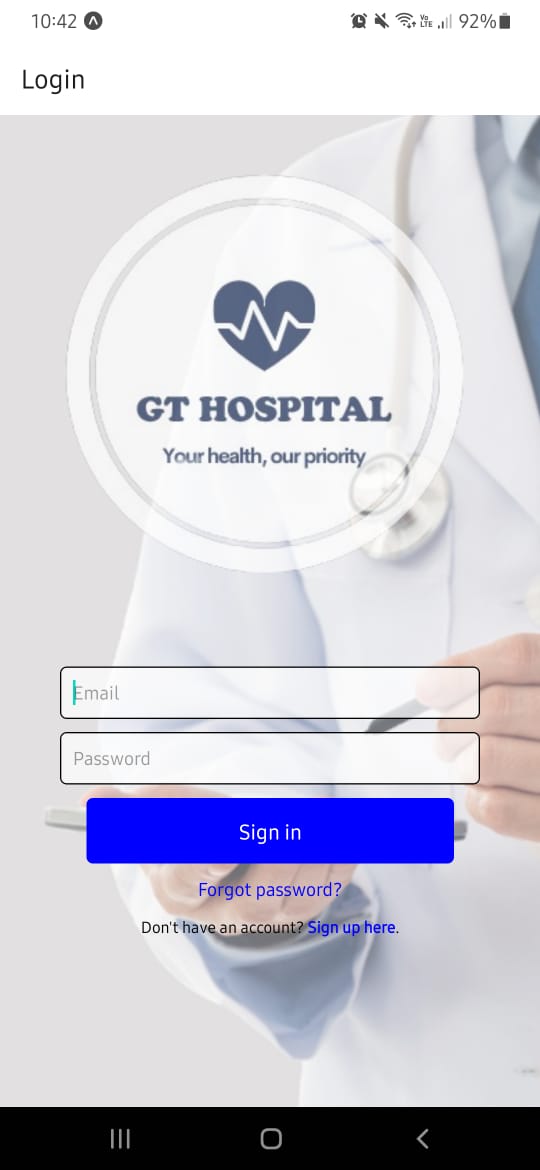 10:42
Vo
LTE
92%
Login
GT HOSPITAL
Your health, our priority
Email
Password
Sign in
Forgot password?
Don't have an account? Sign up here.